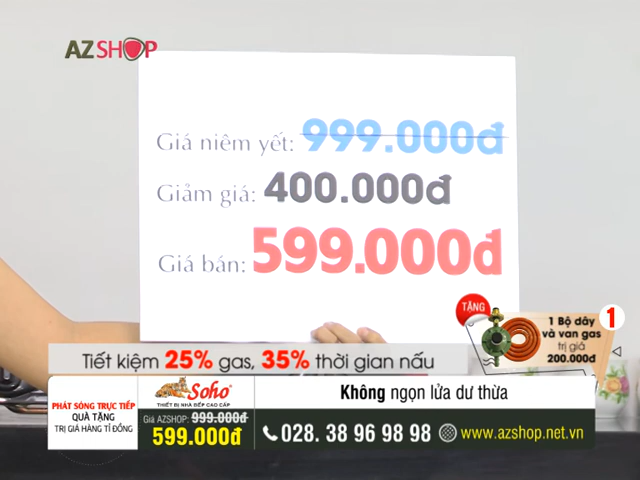 AZSHOP
Giá niêm yết: 999.000đ
Giảm giá: 400.000đ
Giá bán: 599.000đ
TẶNG
1 Bộ dây
và van gas
trị giá
200.000đ
1
Tiết kiệm 25% gas, 35% thời gian nấu
PHÁT SÓNG TRỰC TIẾP
QUÀ TẶNG
TRỊ GIÁ HÀNG TỈ ĐỒNG
Soho
THIẾT BỊ NHÀ BẾP CAO CẤP
Giá AZSHOP: 999.000đ
599.000đ
Không ngọn lửa dư thừa
028. 38 96 98 98
www.azshop.net.vn